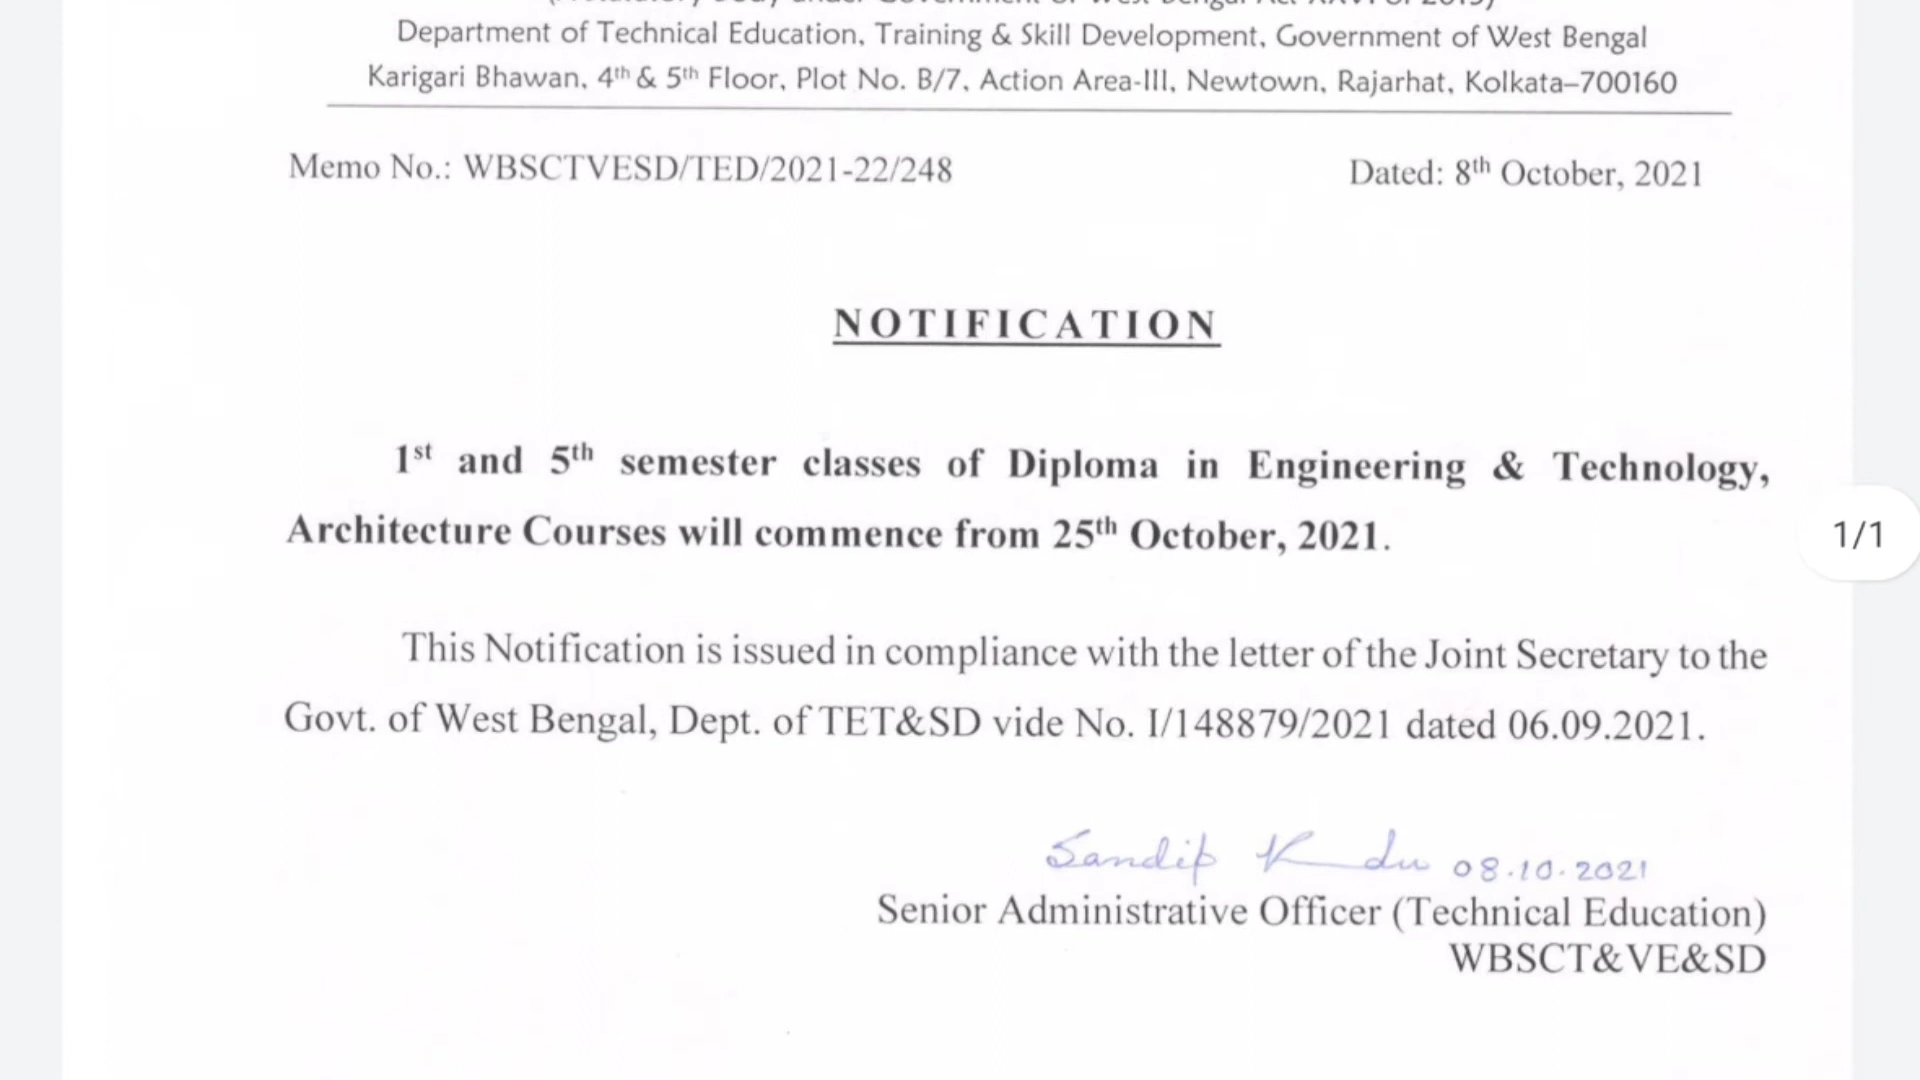 Department of Technical Education, Training & Skill Development, Government of West Bengal
Karigari Bhawan, 4th & 5th Floor, Plot No. B/7, Action Area-III, Newtown, Rajarhat, Kolkata–700160
Memo No.: WBSCTVESD/TED/2021-22/248
Dated: 8th October, 2021
NOTIFICATION
1st and 5th semester classes of Diploma in Engineering & Technology,
Architecture Courses will commence from 25th October, 2021.
1/1
This Notification is issued in compliance with the letter of the Joint Secretary to the
Govt. of West Bengal, Dept. of TET&SD vide No. I/148879/2021 dated 06.09.2021.
Sandip 08.10.2021
Senior Administrative Officer (Technical Education)
WBSCT&VE&SD